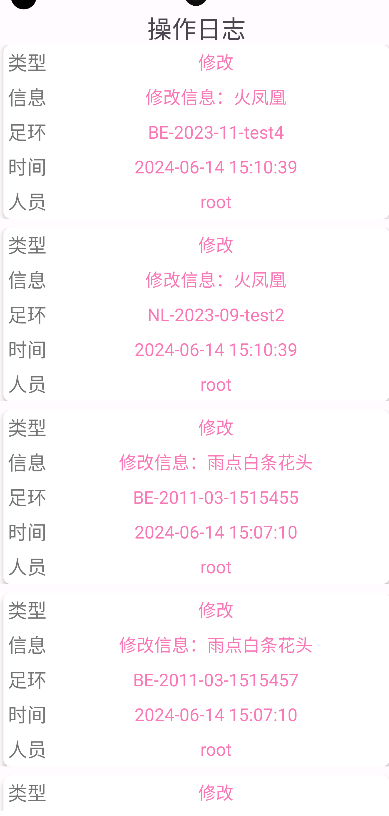 操作日志
类型 修改
信息 修改信息：火凤凰
足环 BE-2023-11-test4
时间 2024-06-14 15:10:39
人员 root
类型 修改
信息 修改信息：火凤凰
足环 NL-2023-09-test2
时间 2024-06-14 15:10:39
人员 root
类型 修改
信息 修改信息：雨点白条花头
足环 BE-2011-03-1515455
时间 2024-06-14 15:07:10
人员 root
类型 修改
信息 修改信息：雨点白条花头
足环 BE-2011-03-1515457
时间 2024-06-14 15:07:10
人员 root
类型 修改